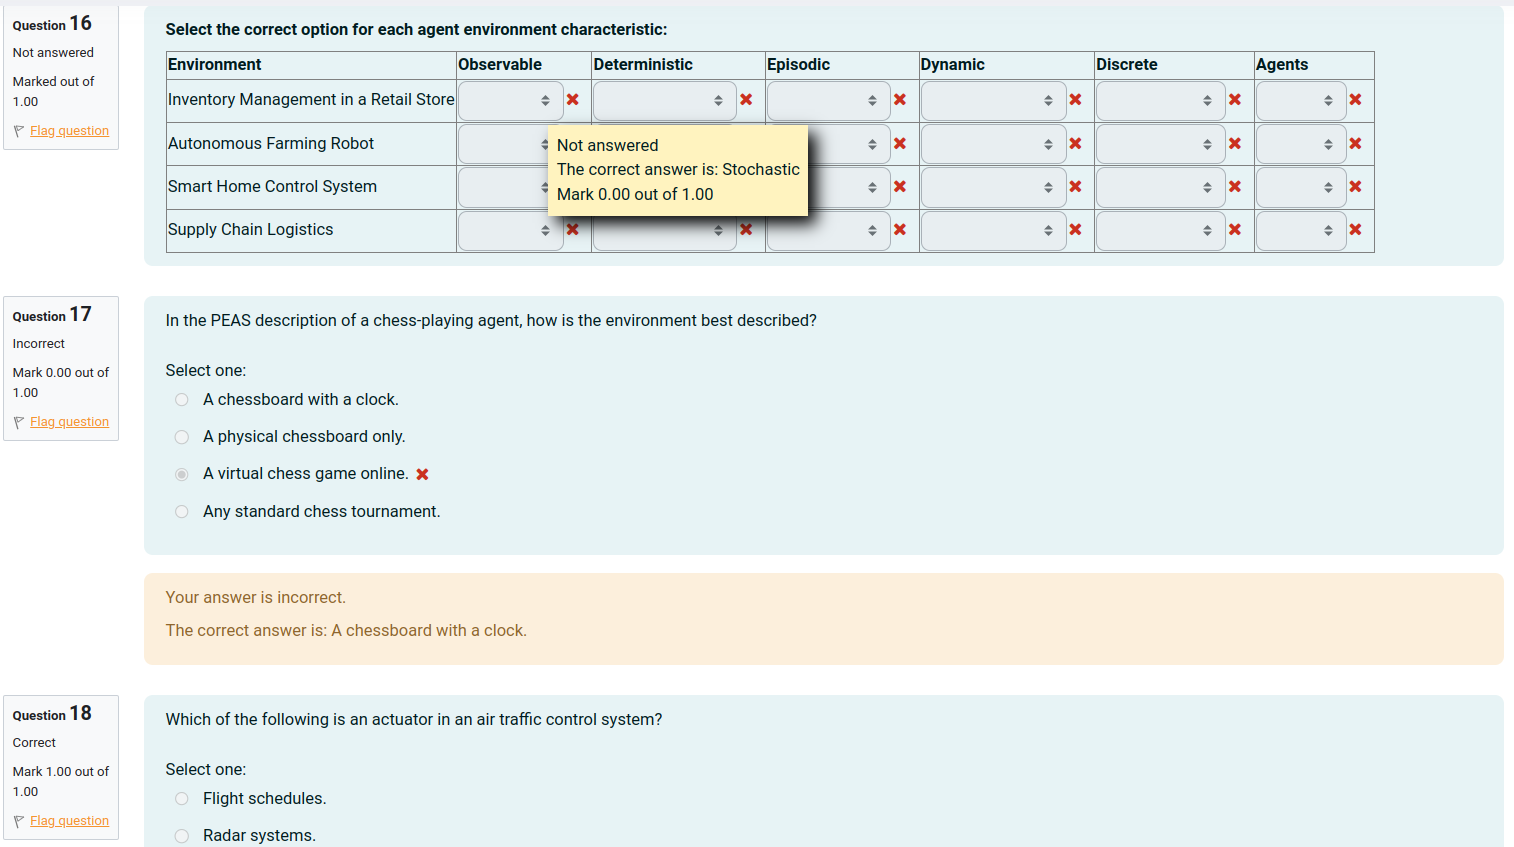 Question 16
Not answered
Marked out of
1.00
Flag question
Select the correct option for each agent environment characteristic:
Environment Observable Deterministic Episodic Dynamic Discrete Agents
Inventory Management in a Retail Store
Autonomous Farming Robot
Smart Home Control System
Supply Chain Logistics
Not answered
The correct answer is: Stochastic
Mark 0.00 out of 1.00
Question 17
Incorrect
Mark 0.00 out of
1.00
Flag question
In the PEAS description of a chess-playing agent, how is the environment best described?
Select one:
A chessboard with a clock.
A physical chessboard only.
A virtual chess game online.
Any standard chess tournament.
Your answer is incorrect.
The correct answer is: A chessboard with a clock.
Question 18
Correct
Mark 1.00 out of
1.00
Flag question
Which of the following is an actuator in an air traffic control system?
Select one:
Flight schedules.
Radar systems.